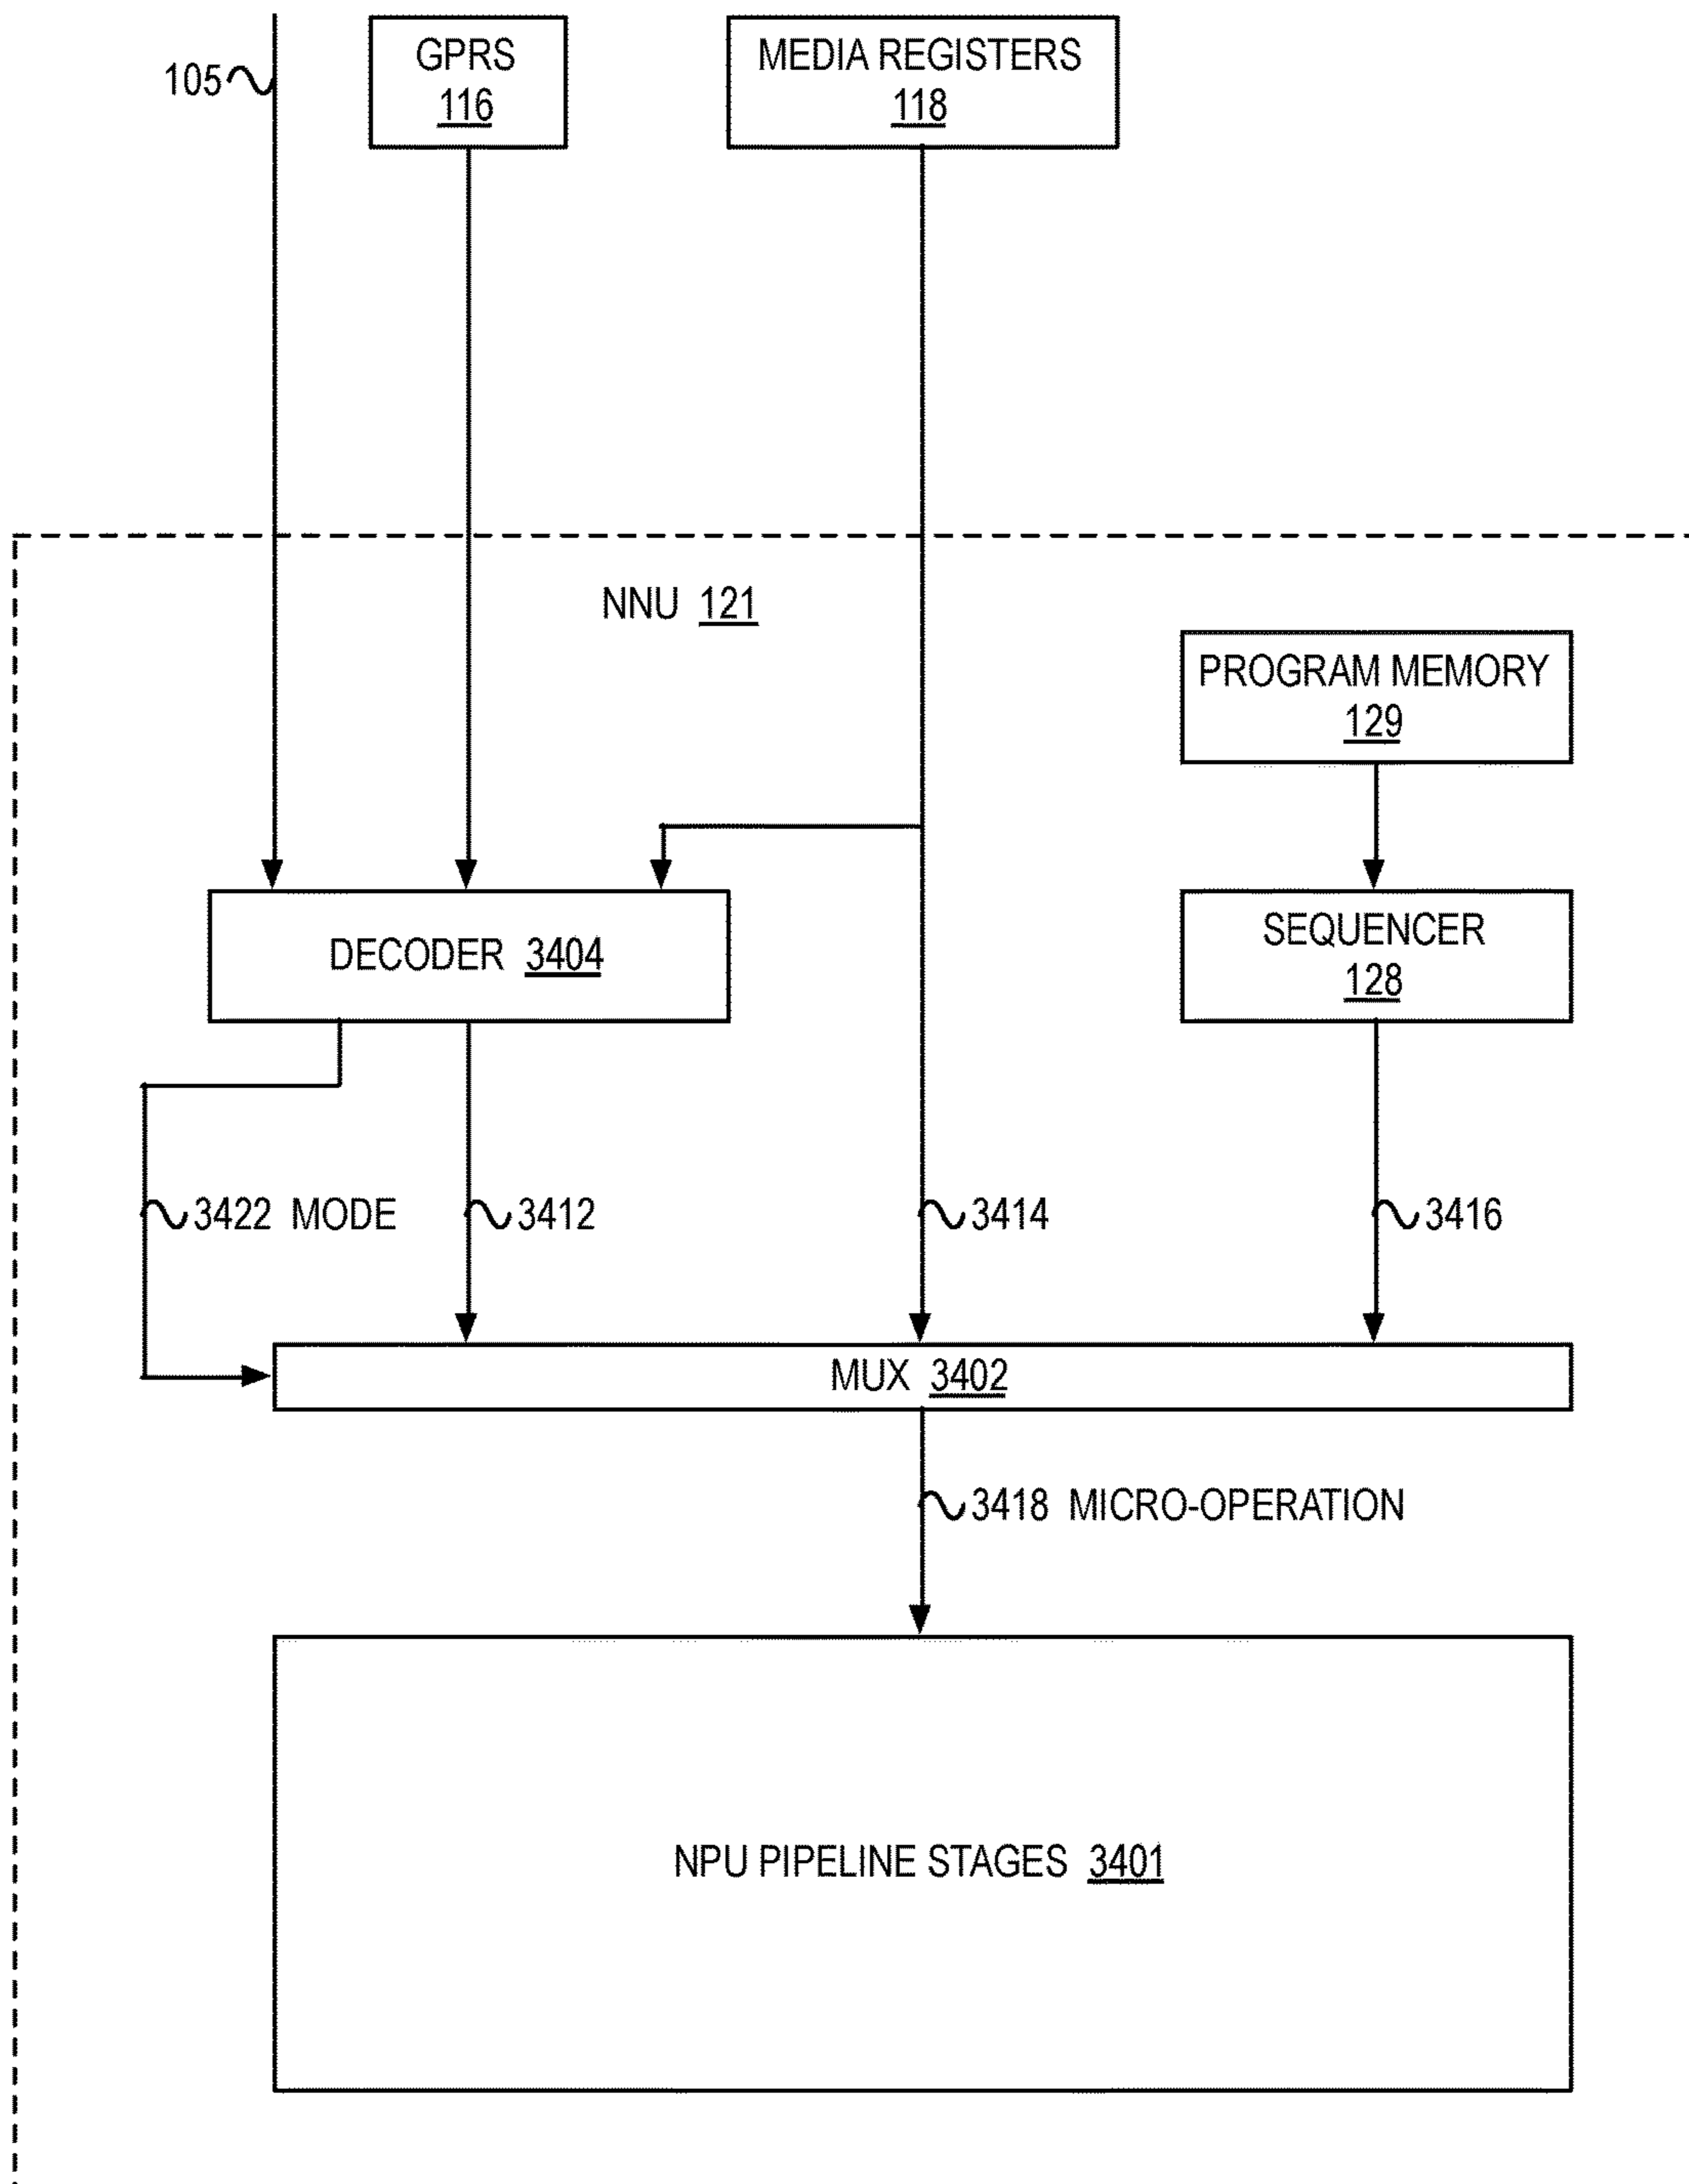 105
GPRS
116
MEDIA REGISTERS
118
NNU 121
PROGRAM MEMORY
129
DECODER 3404
SEQUENCER
128
3422 MODE
3412
3414
3416
MUX 3402
3418 MICRO-OPERATION
NPU PIPELINE STAGES 3401